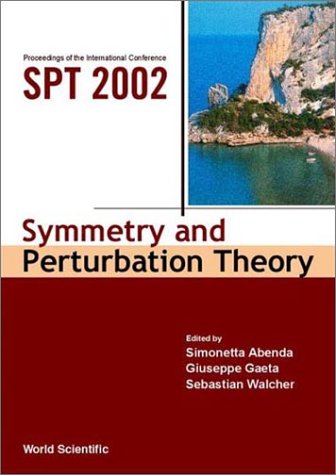 Proceedings of the International Conference
SPT 2002
Symmetry and
Perturbation Theory
Edited by
Simonetta Abenda
Giuseppe Gaeta
Sebastian Walcher
World Scientific